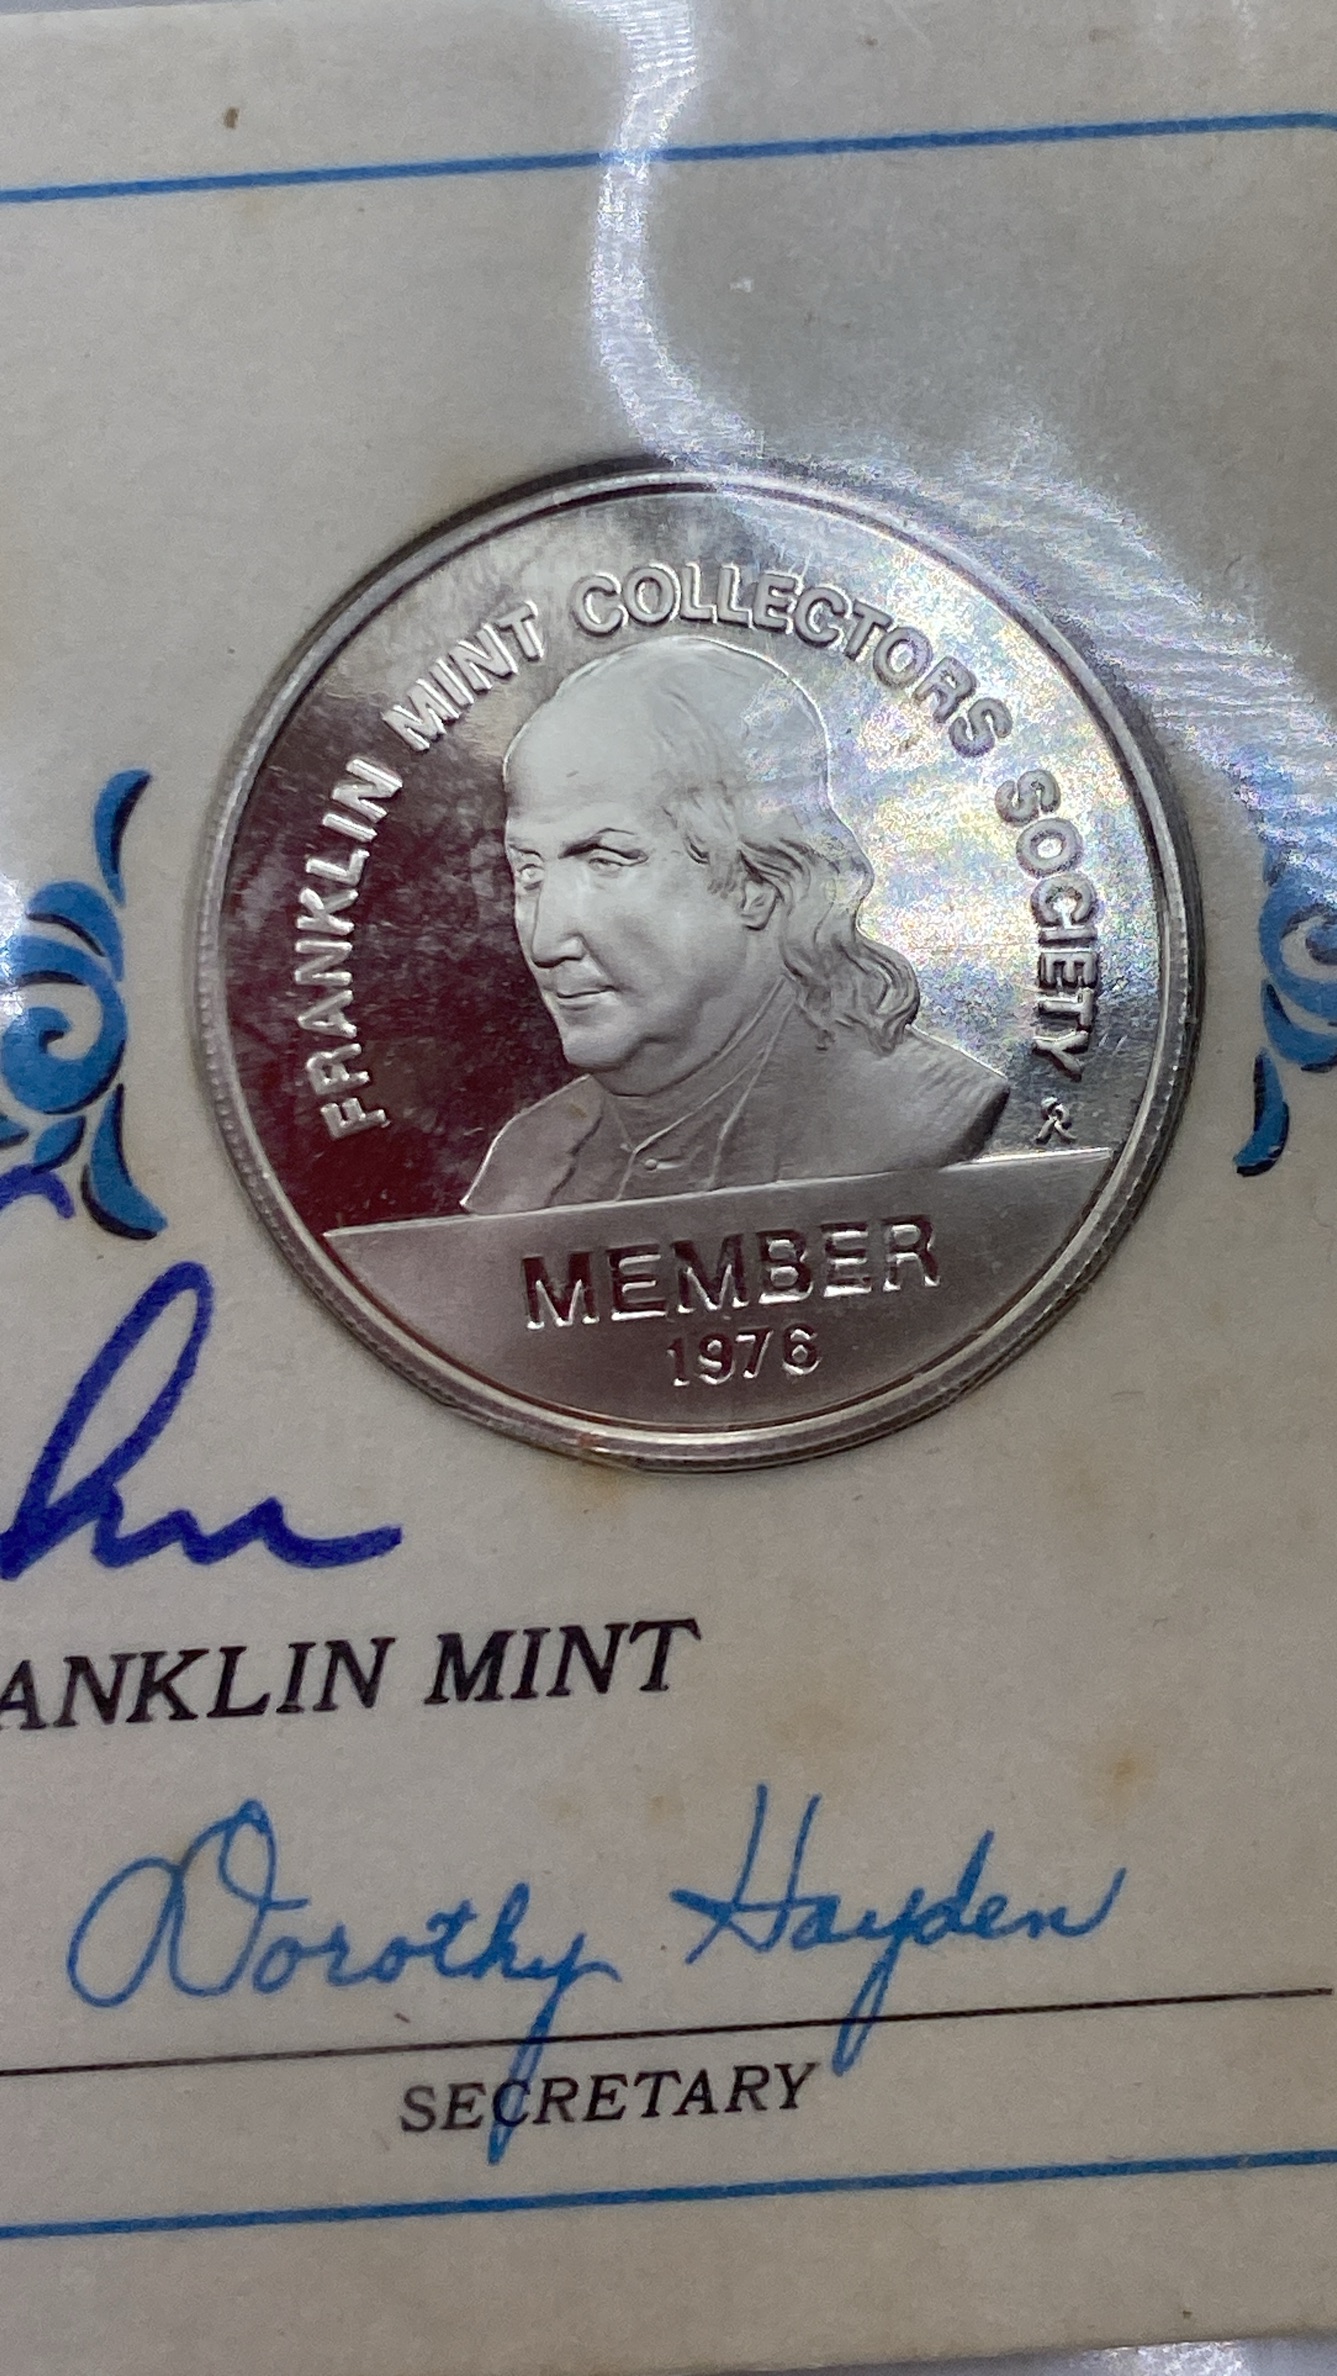 FRANKLIN MINT COLLECTORS SOCIETY
MEMBER
1976
ANKLIN MINT
Dorothy Hayden
SECRETARY